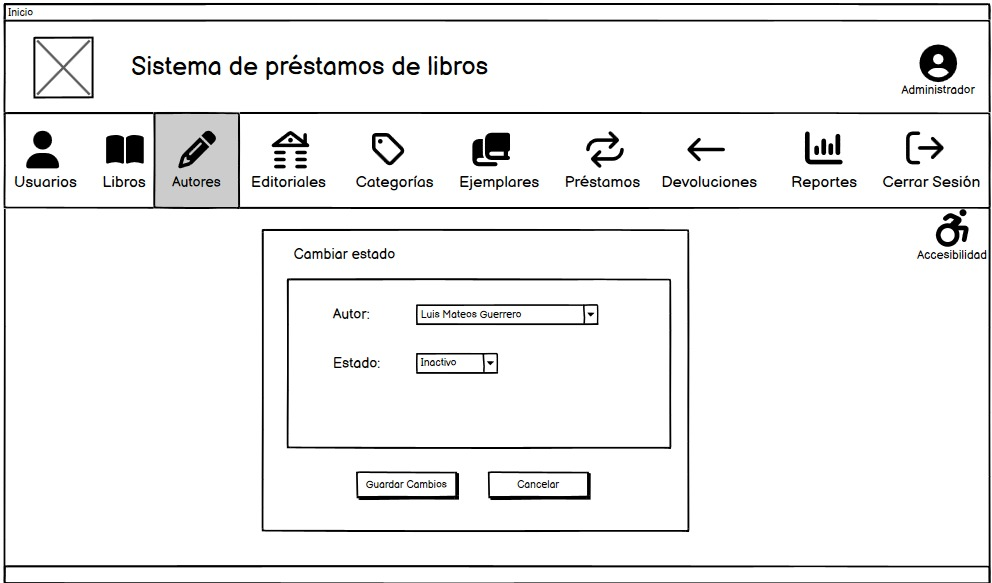 Inicio
Sistema de préstamos de libros
Administrador
Usuarios Libros Autores Editoriales Categorías Ejemplares Préstamos Devoluciones Reportes Cerrar Sesión
Accesibilidad
Cambiar estado
Autor: Luis Mateos Guerrero
Estado: Inactivo
Guardar Cambios Cancelar